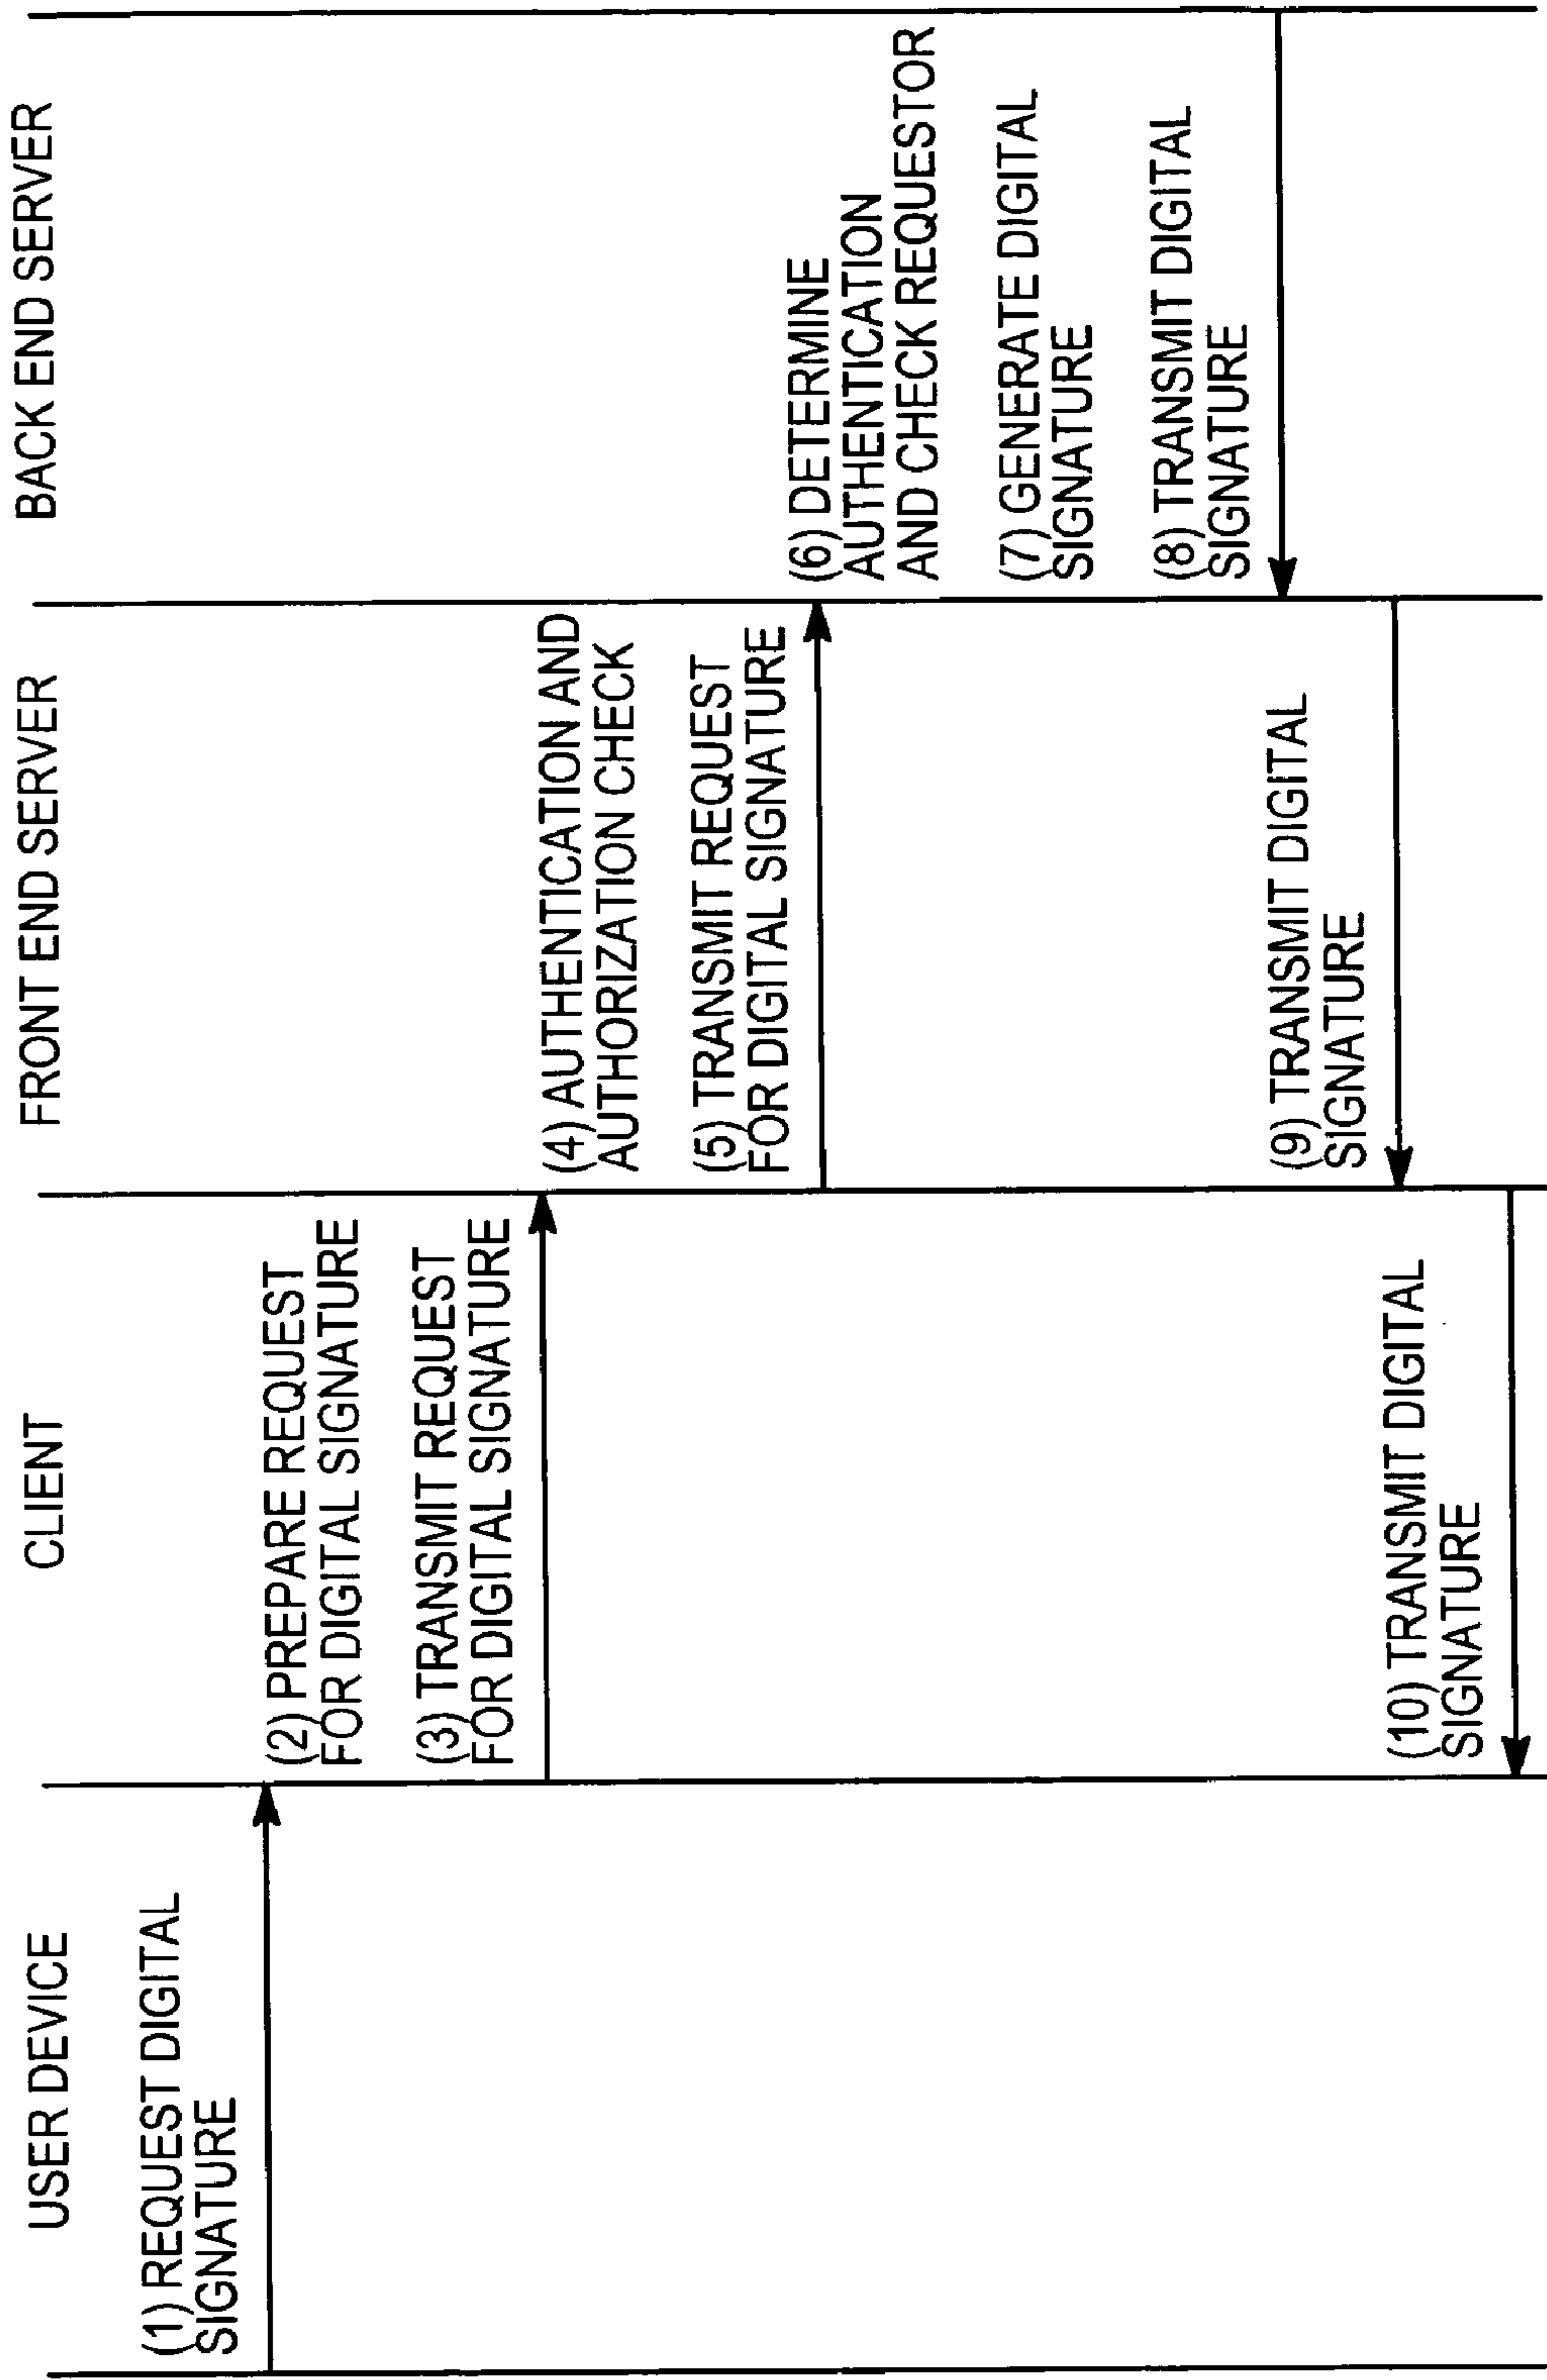 USER DEVICE
CLIENT
FRONT END SERVER
BACK END SERVER
(1) REQUEST DIGITAL
SIGNATURE
(2) PREPARE REQUEST
FOR DIGITAL SIGNATURE
(3) TRANSMIT REQUEST
FOR DIGITAL SIGNATURE
(4) AUTHENTICATION AND
AUTHORIZATION CHECK
(5) TRANSMIT REQUEST
FOR DIGITAL SIGNATURE
(6) DETERMINE
AUTHENTICATION
AND CHECK REQUESTOR
(7) GENERATE DIGITAL
SIGNATURE
(8) TRANSMIT DIGITAL
SIGNATURE
(9) TRANSMIT DIGITAL
SIGNATURE
(10) TRANSMIT DIGITAL
SIGNATURE